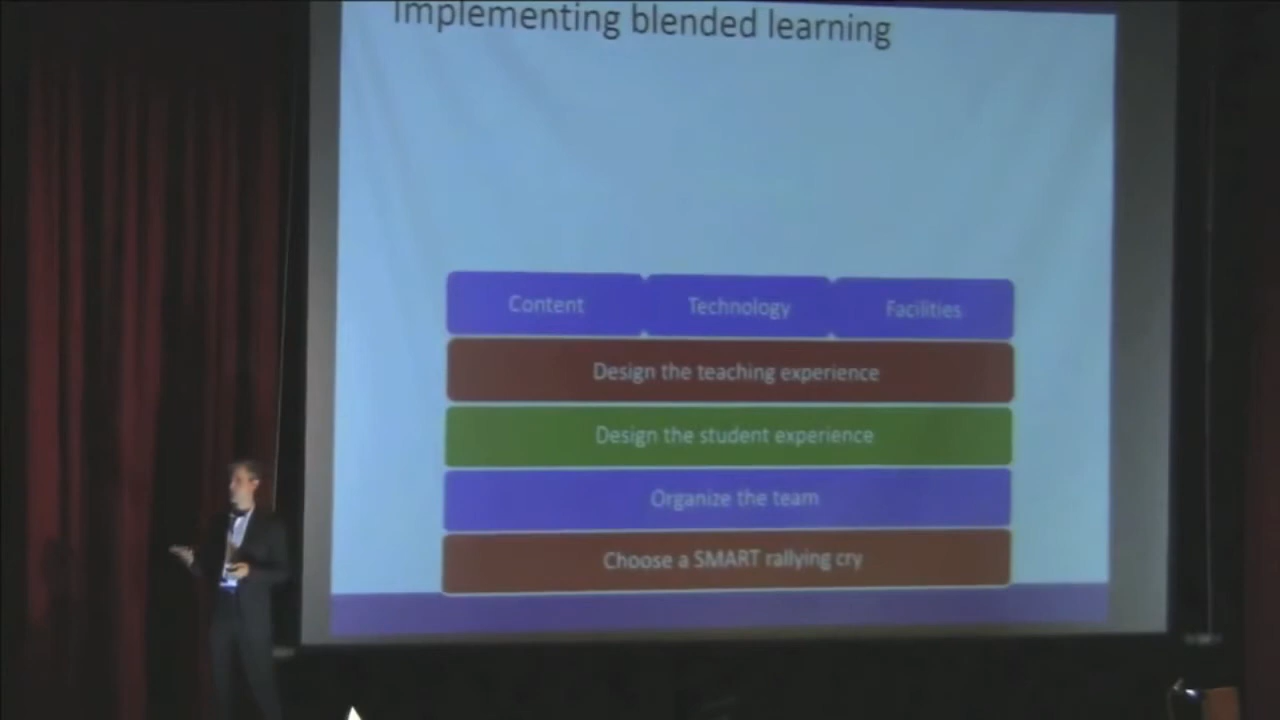 Implementing blended learning
Content Technology Facilities
Design the teaching experience
Design the student experience
Organize the team
Choose a SMART rallying cry